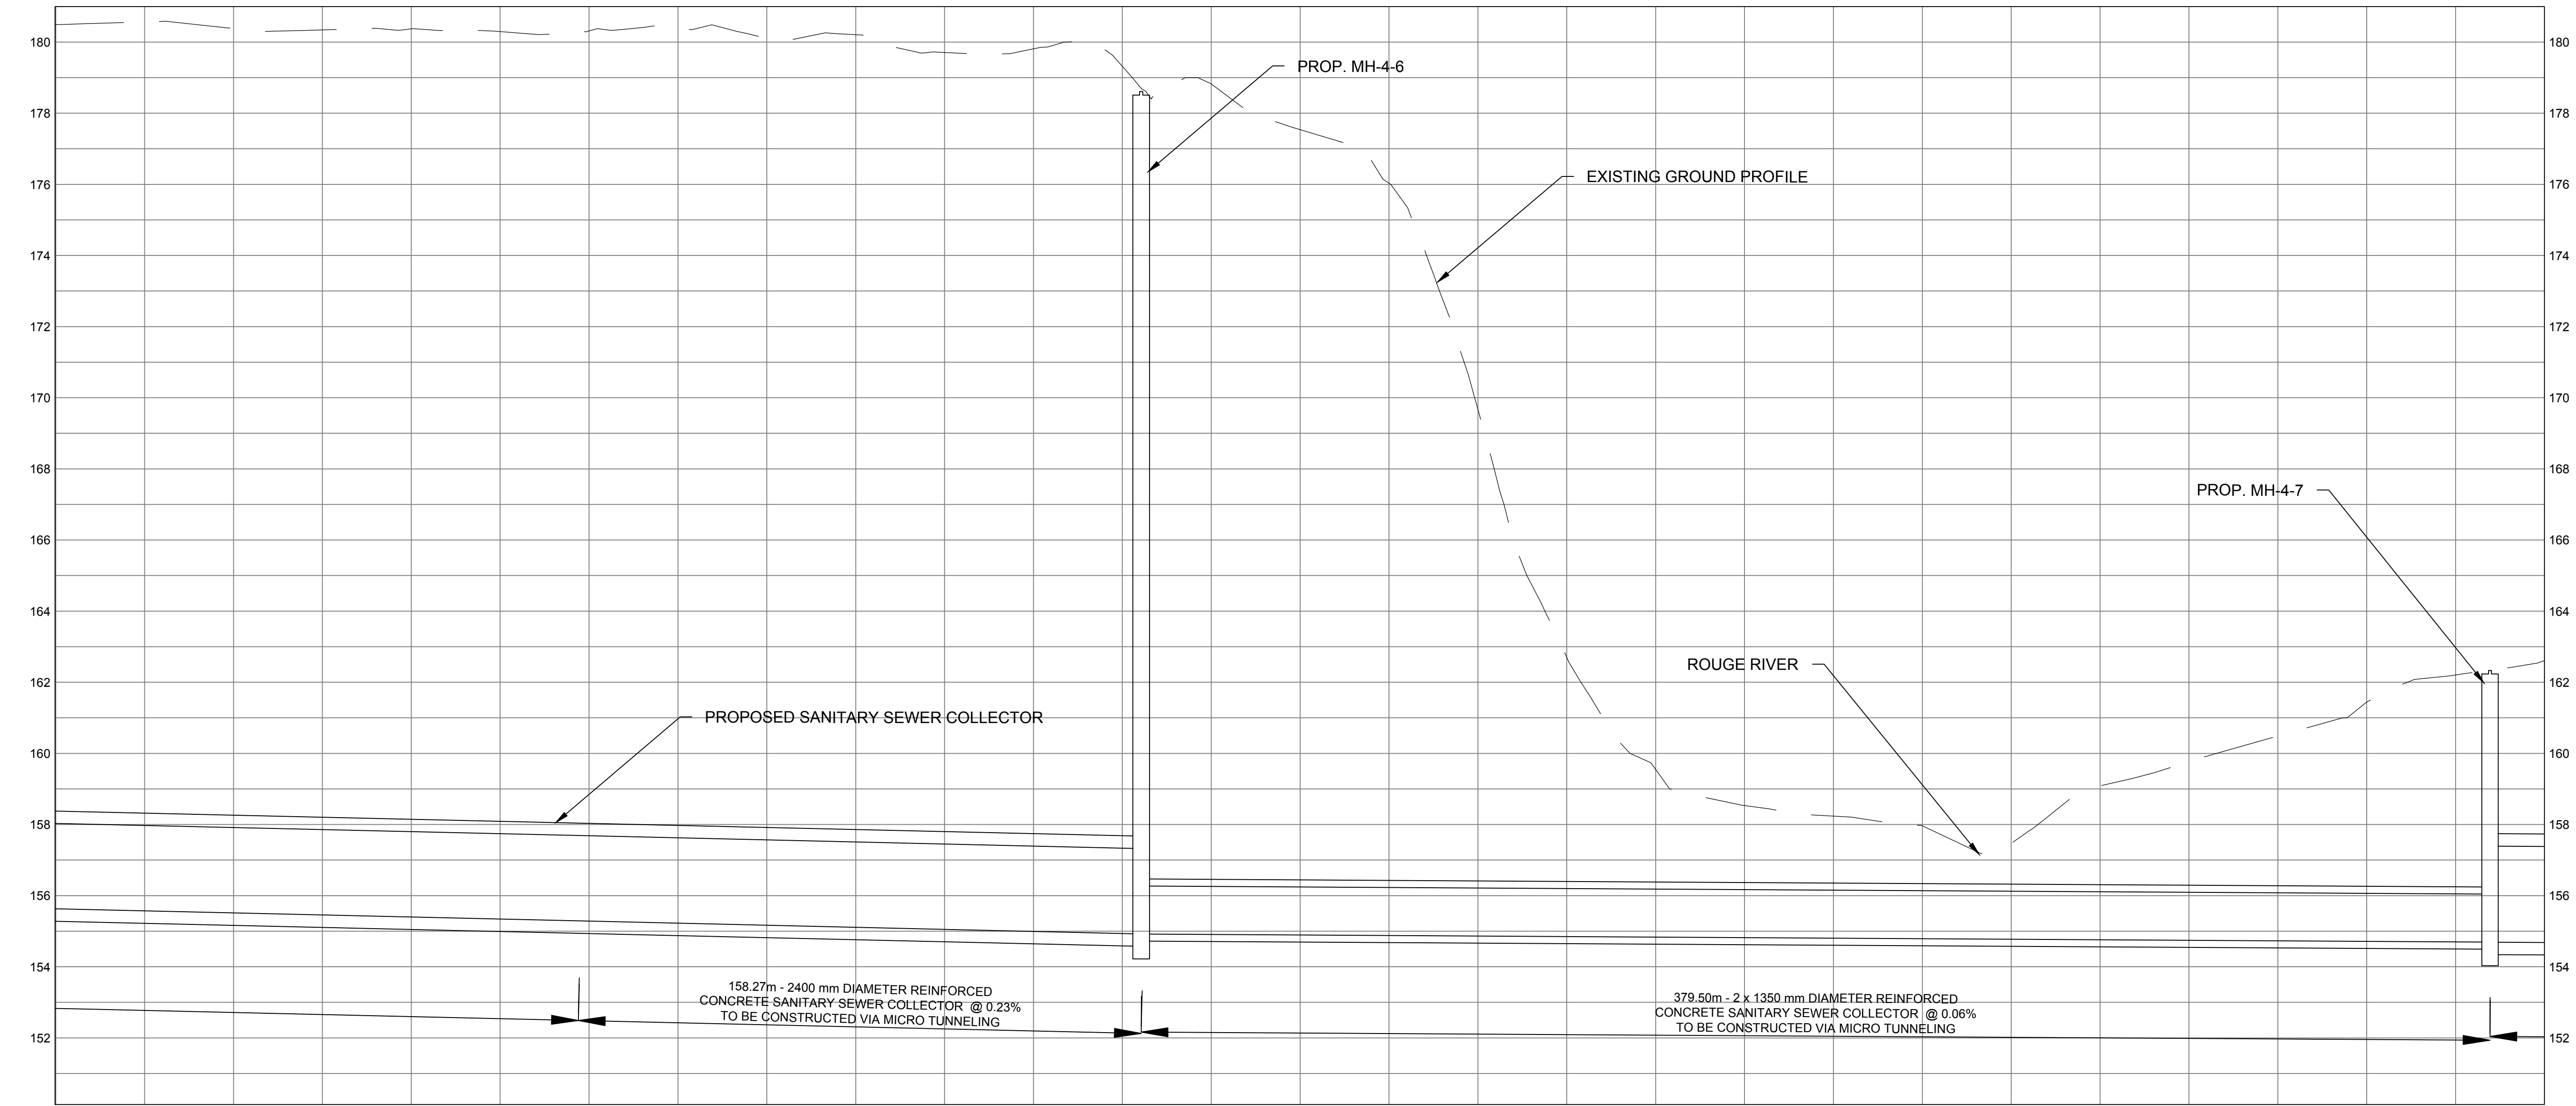 180
180
PROP. MH-4-6
178
178
EXISTING GROUND PROFILE
176
176
174
174
172
172
170
170
168
168
PROP. MH-4-7
166
166
164
164
ROUGE RIVER
162
162
PROPOSED SANITARY SEWER COLLECTOR
160
160
158
158
156
156
154
154
158.27m - 2400 mm DIAMETER REINFORCED
CONCRETE SANITARY SEWER COLLECTOR @ 0.23%
TO BE CONSTRUCTED VIA MICRO TUNNELING
379.50m - 2 x 1350 mm DIAMETER REINFORCED
CONCRETE SANITARY SEWER COLLECTOR @ 0.06%
TO BE CONSTRUCTED VIA MICRO TUNNELING
152
152